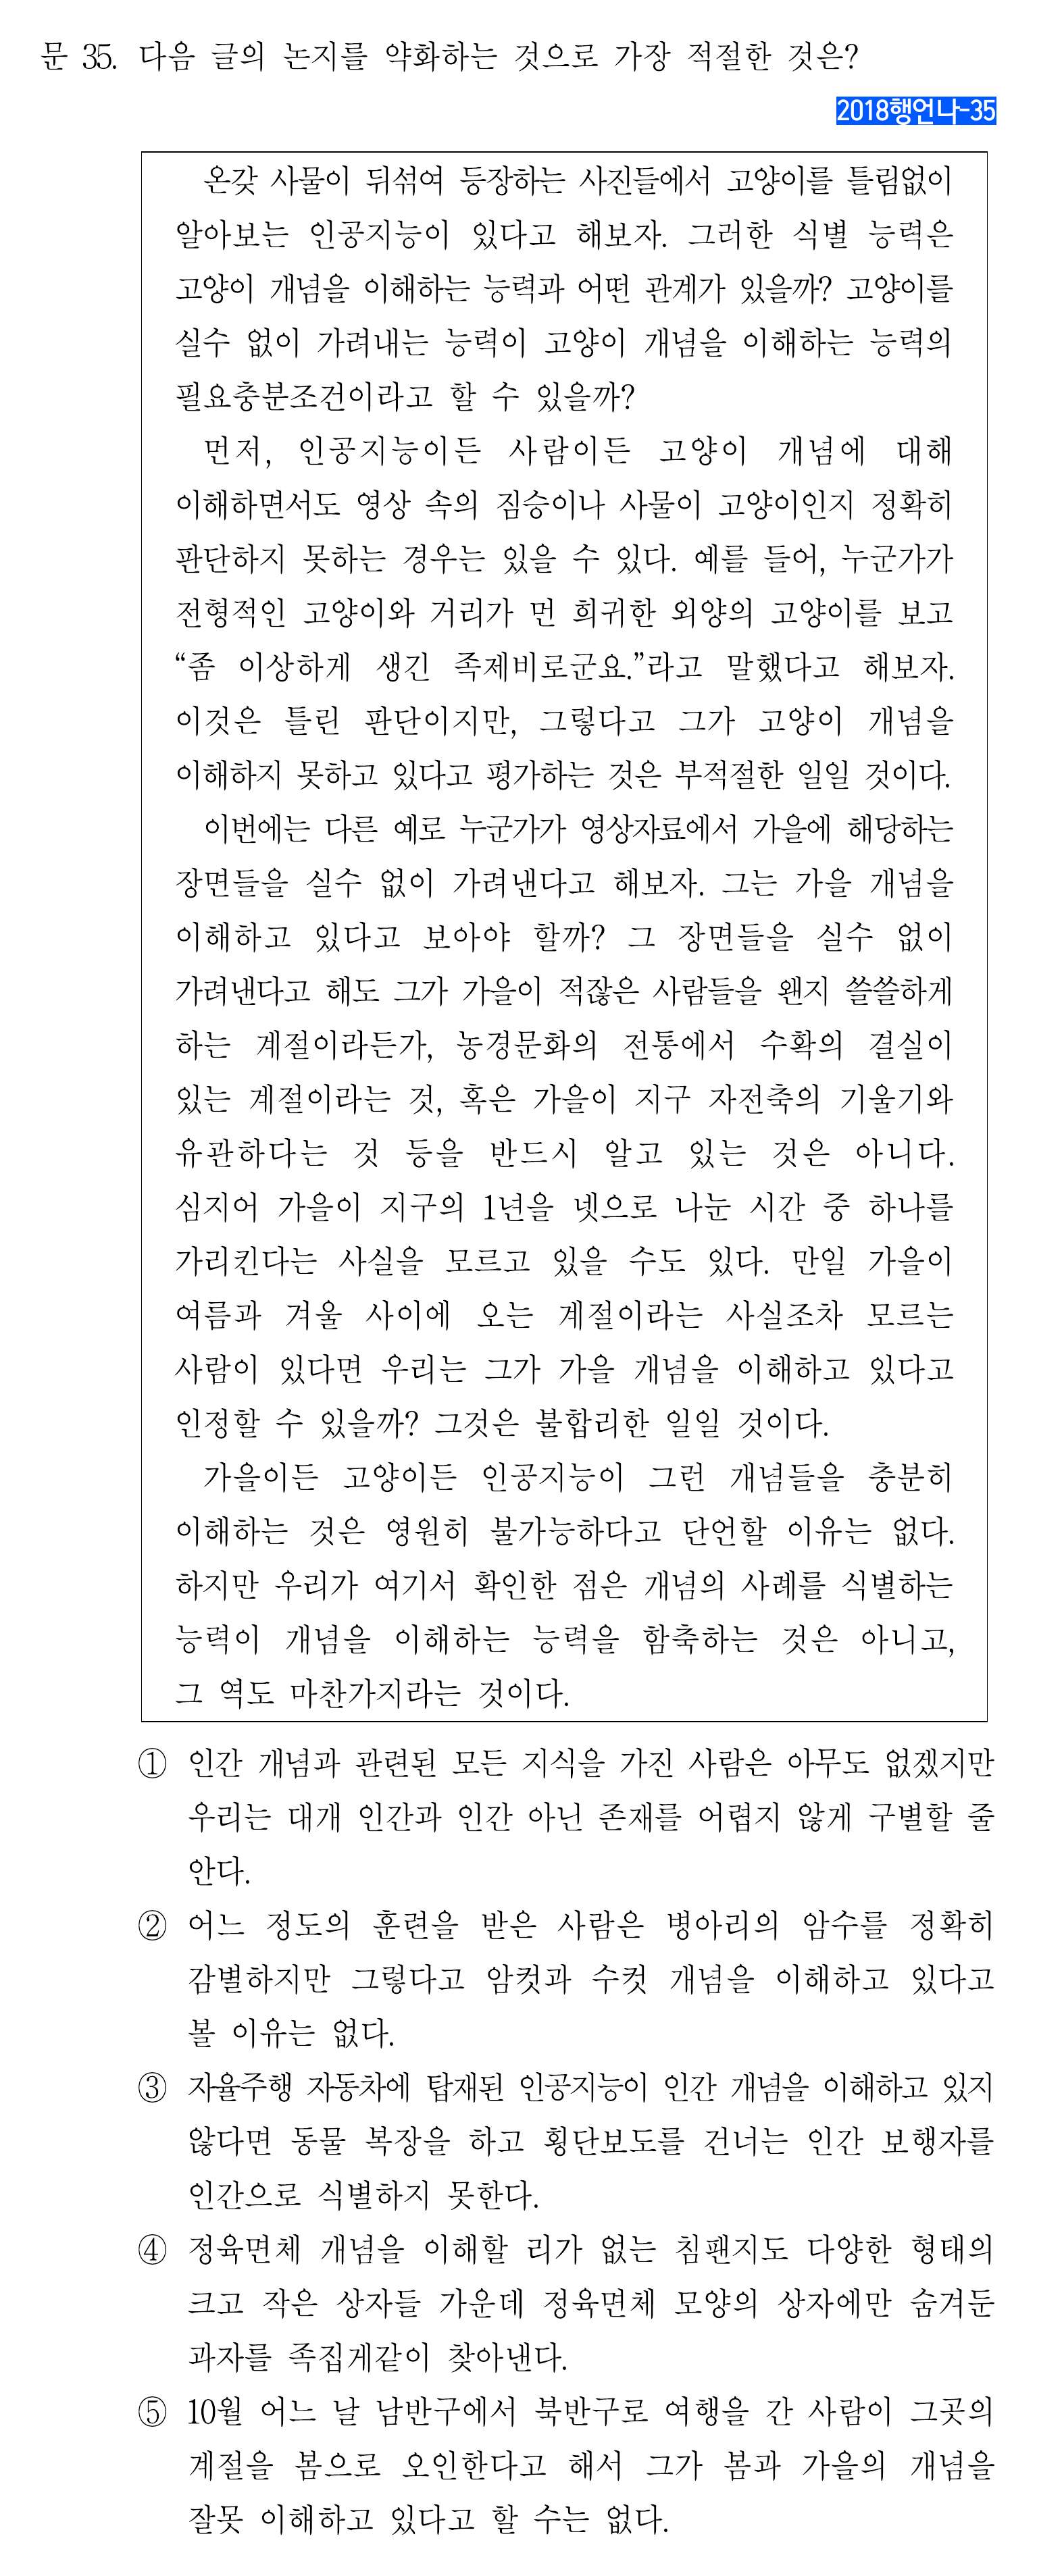 문 35. 다음 글의 논지를 약화하는 것으로 가장 적절한 것은?
2018행언나-35
온갖 사물이 뒤섞여 등장하는 사진들에서 고양이를 틀림없이
알아보는 인공지능이 있다고 해보자. 그러한 식별 능력은
고양이 개념을 이해하는 능력과 어떤 관계가 있을까? 고양이를
실수 없이 가려내는 능력이 고양이 개념을 이해하는 능력의
필요충분조건이라고 할 수 있을까?
먼저, 인공지능이든 사람이든 고양이 개념에 대해
이해하면서도 영상 속의 짐승이나 사물이 고양이인지 정확히
판단하지 못하는 경우는 있을 수 있다. 예를 들어, 누군가가
전형적인 고양이와 거리가 먼 희귀한 외양의 고양이를 보고
“좀 이상하게 생긴 족제비로군요.”라고 말했다고 해보자.
이것은 틀린 판단이지만, 그렇다고 그가 고양이 개념을
이해하지 못하고 있다고 평가하는 것은 부적절한 일일 것이다.
이번에는 다른 예로 누군가가 영상자료에서 가을에 해당하는
장면들을 실수 없이 가려낸다고 해보자. 그는 가을 개념을
이해하고 있다고 보아야 할까? 그 장면들을 실수 없이
가려낸다고 해도 그가 가을이 적잖은 사람들을 왠지 쓸쓸하게
하는 계절이라든가, 농경문화의 전통에서 수확의 결실이
있는 계절이라는 것, 혹은 가을이 지구 자전축의 기울기와
유관하다는 것 등을 반드시 알고 있는 것은 아니다.
심지어 가을이 지구의 1년을 넷으로 나눈 시간 중 하나를
가리킨다는 사실을 모르고 있을 수도 있다. 만일 가을이
여름과 겨울 사이에 오는 계절이라는 사실조차 모르는
사람이 있다면 우리는 그가 가을 개념을 이해하고 있다고
인정할 수 있을까? 그것은 불합리한 일일 것이다.
가을이든 고양이든 인공지능이 그런 개념들을 충분히
이해하는 것은 영원히 불가능하다고 단언할 이유는 없다.
하지만 우리가 여기서 확인한 점은 개념의 사례를 식별하는
능력이 개념을 이해하는 능력을 함축하는 것은 아니고,
그 역도 마찬가지라는 것이다.
① 인간 개념과 관련된 모든 지식을 가진 사람은 아무도 없겠지만
우리는 대개 인간과 인간 아닌 존재를 어렵지 않게 구별할 줄
안다.
② 어느 정도의 훈련을 받은 사람은 병아리의 암수를 정확히
감별하지만 그렇다고 암컷과 수컷 개념을 이해하고 있다고
볼 이유는 없다.
③ 자율주행 자동차에 탑재된 인공지능이 인간 개념을 이해하고 있지
않다면 동물 복장을 하고 횡단보도를 건너는 인간 보행자를
인간으로 식별하지 못한다.
④ 정육면체 개념을 이해할 리가 없는 침팬지도 다양한 형태의
크고 작은 상자들 가운데 정육면체 모양의 상자에만 숨겨둔
과자를 족집게같이 찾아낸다.
⑤ 10월 어느 날 남반구에서 북반구로 여행을 간 사람이 그곳의
계절을 봄으로 오인한다고 해서 그가 봄과 가을의 개념을
잘못 이해하고 있다고 할 수는 없다.